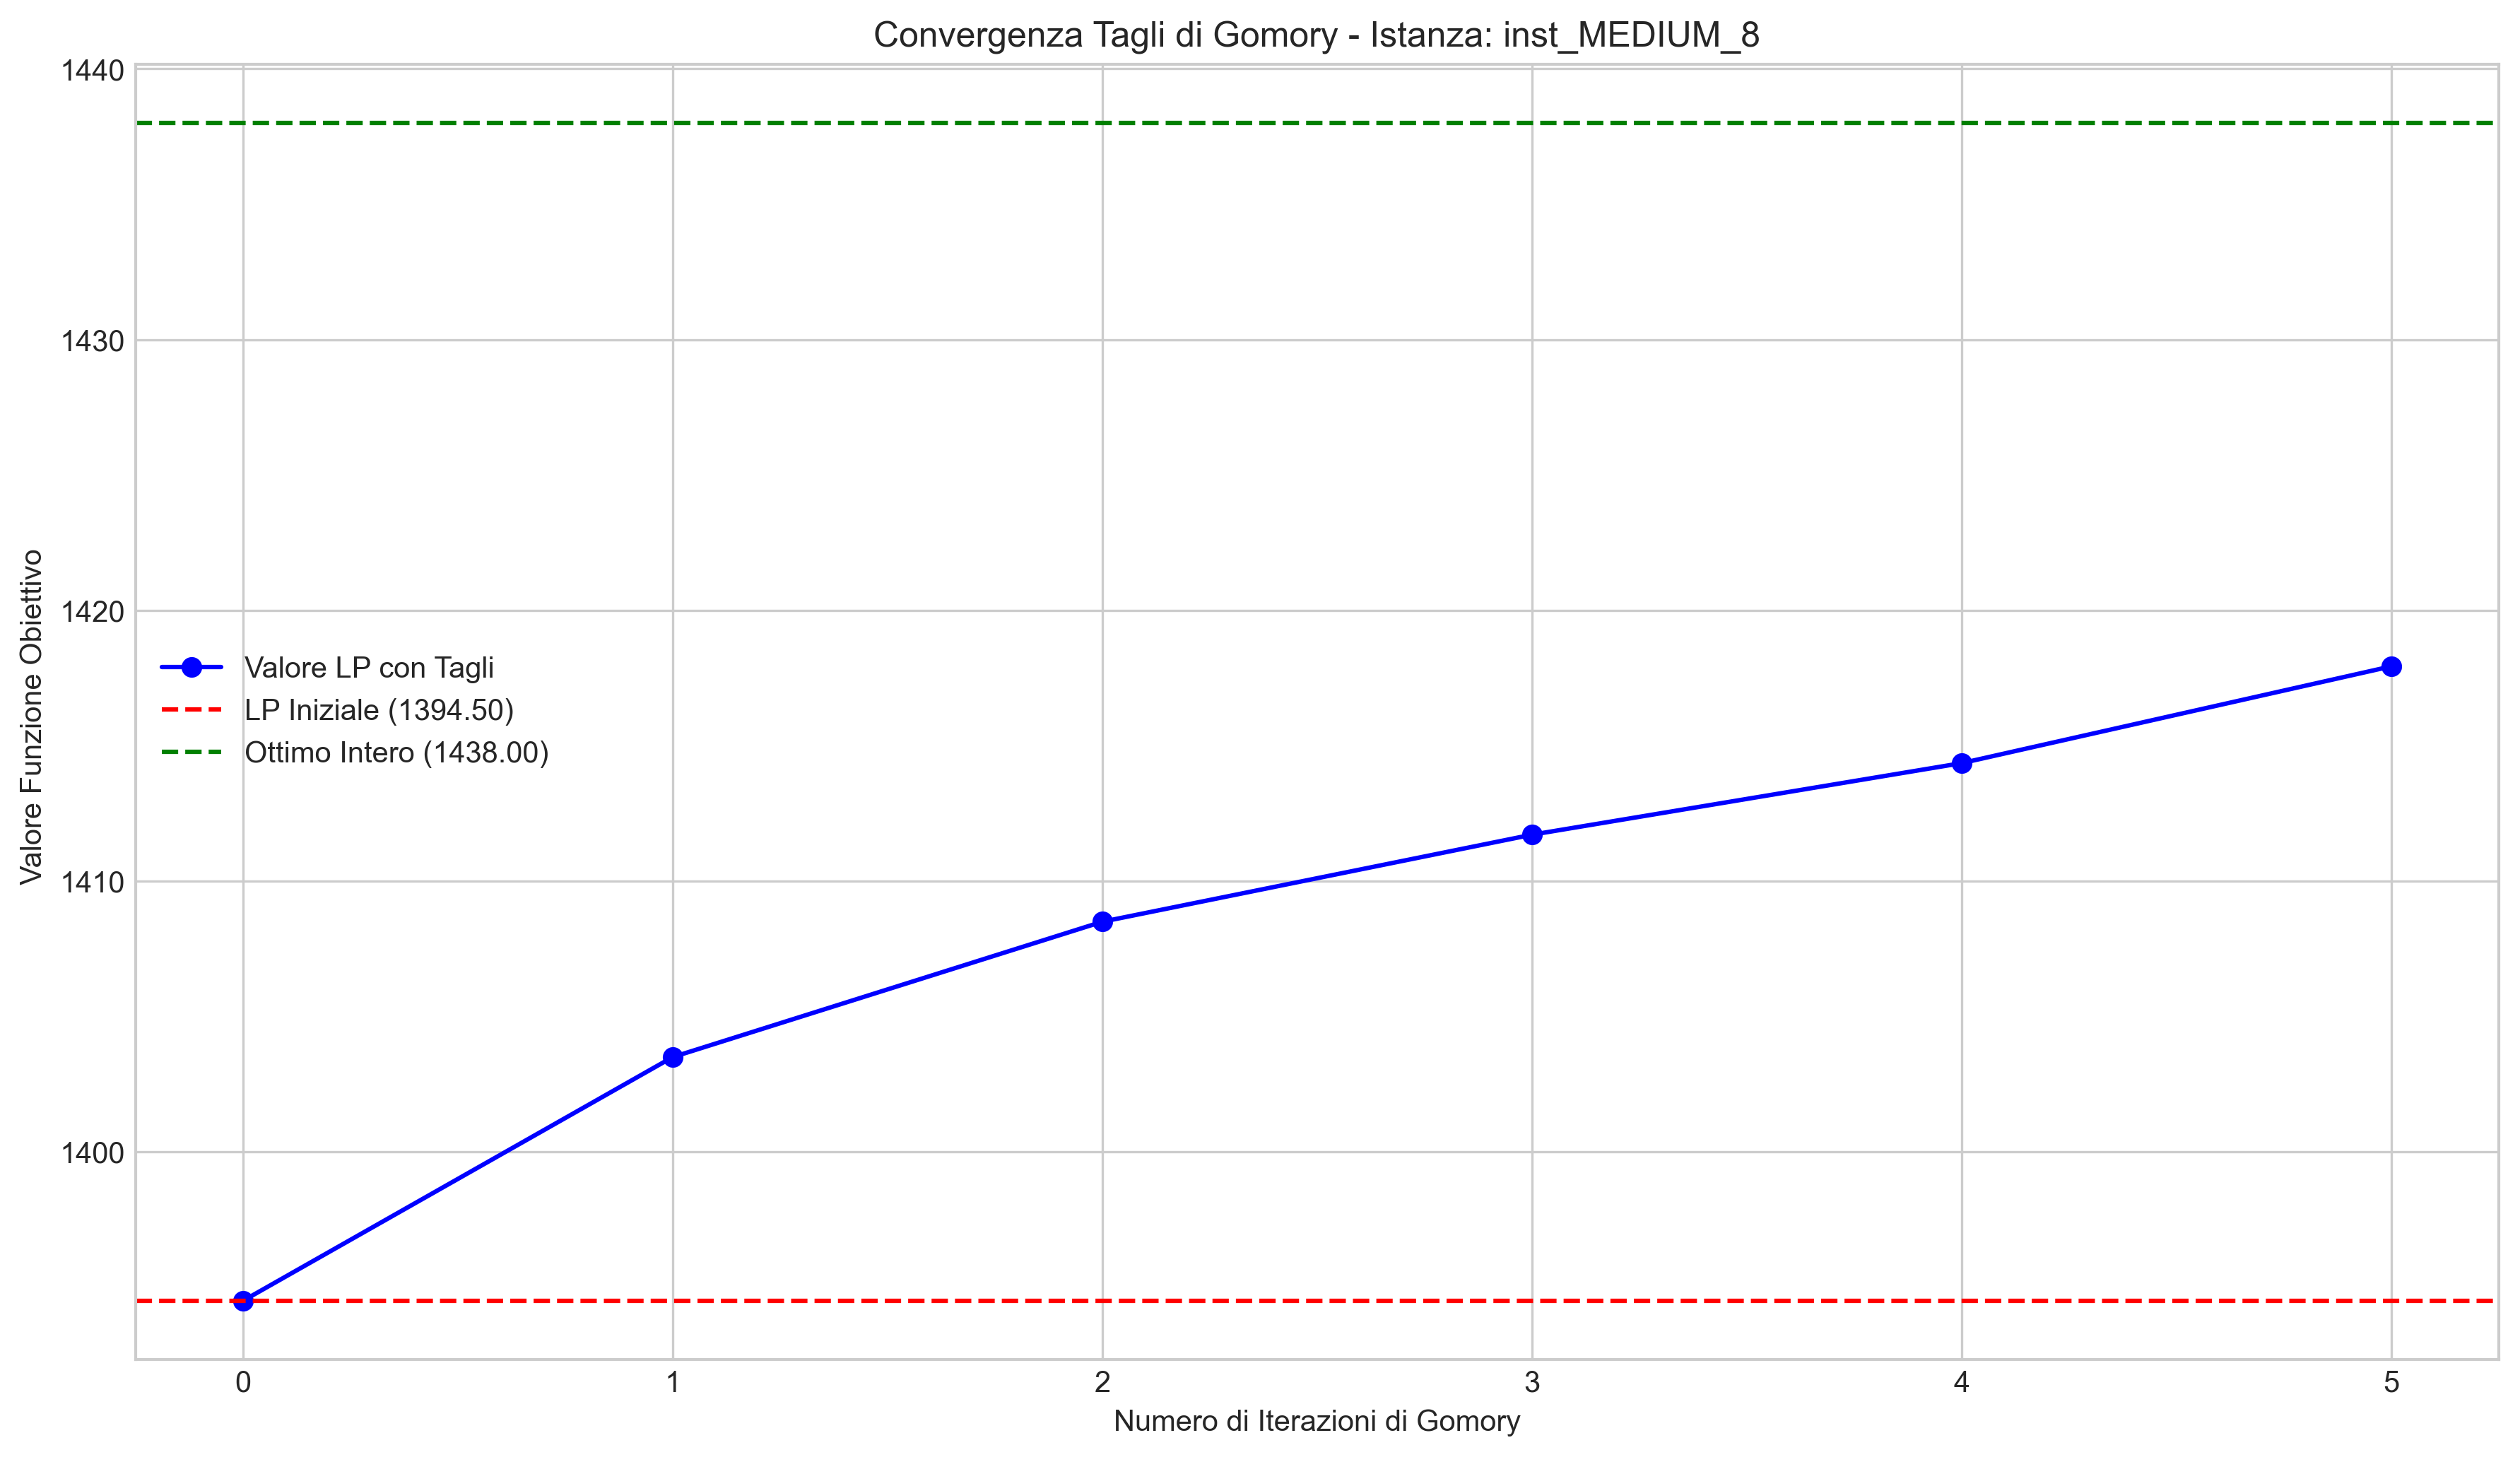 Convergenza Tagli di Gomory - Istanza: inst_MEDIUM_8
1440
1430
1420
1410
1400
Valore Funzione Obiettivo
Valore LP con Tagli
LP Iniziale (1394.50)
Ottimo Intero (1438.00)
0 1 2 3 4 5
Numero di Iterazioni di Gomory